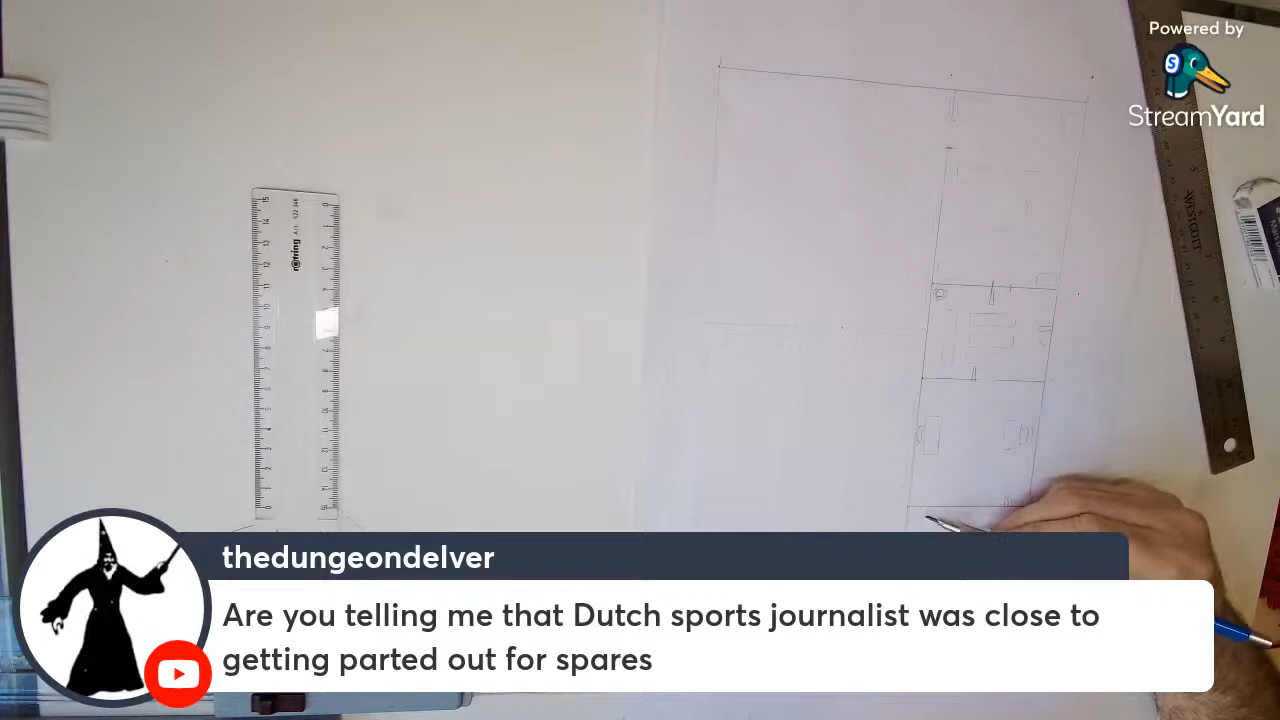 Powered by
StreamYard
rotring
WESTCOTT
thedungeondelver
Are you telling me that Dutch sports journalist was close to
getting parted out for spares